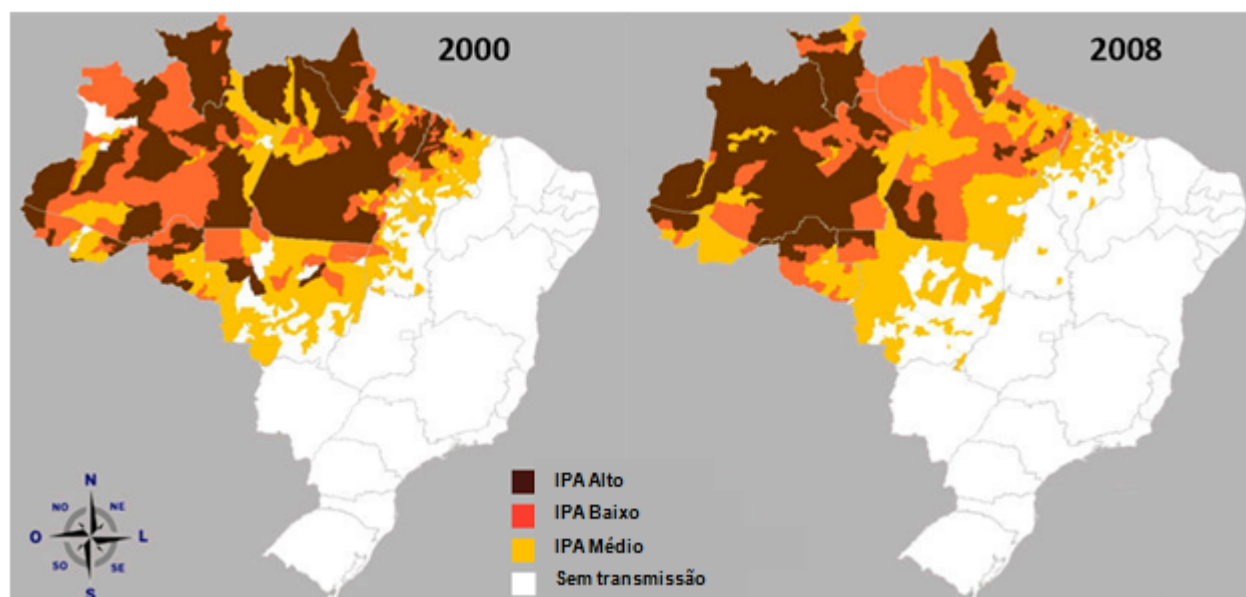 2000
2008
IPA Alto
IPA Baixo
IPA Médio
Sem transmissão
N
NO
NE
O
L
SO
SE
S